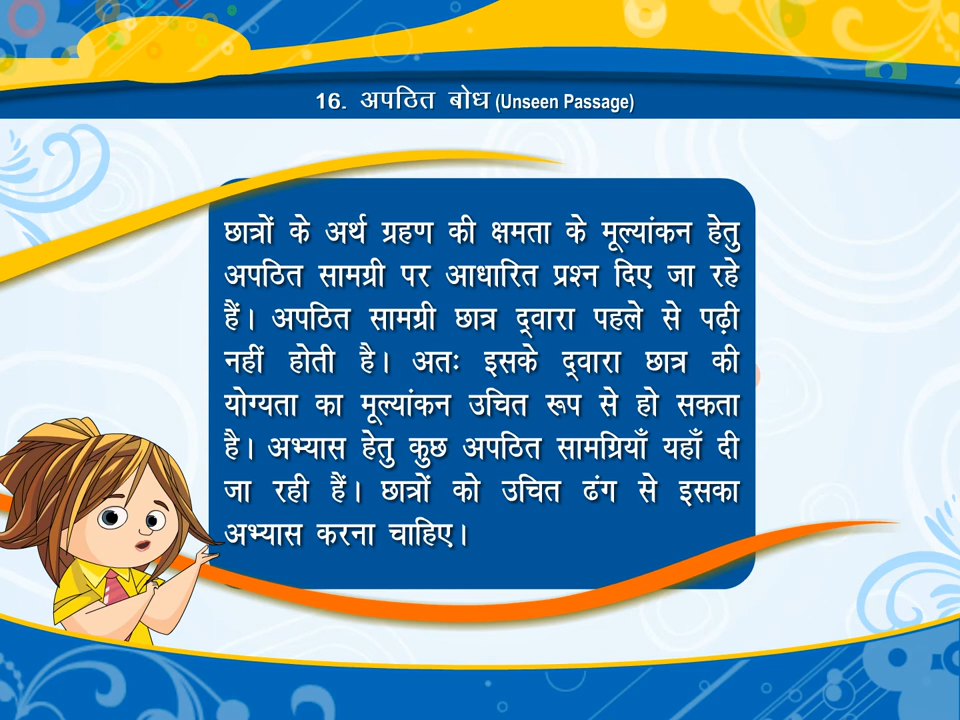 16. अपठित बोध (Unseen Passage)
छात्रों के अर्थ ग्रहण की क्षमता के मूल्यांकन हेतु
अपठित सामग्री पर आधारित प्रश्न दिए जा रहे
हैं। अपठित सामग्री छात्र द्‌वारा पहले से पढ़ी
नहीं होती है। अतः इसके द्‌वारा छात्र की
योग्यता का मूल्यांकन उचित रूप से हो सकता
है। अभ्यास हेतु कुछ अपठित सामग्रियाँ यहाँ दी
जा रही हैं। छात्रों को उचित ढंग से इसका
अभ्यास करना चाहिए।